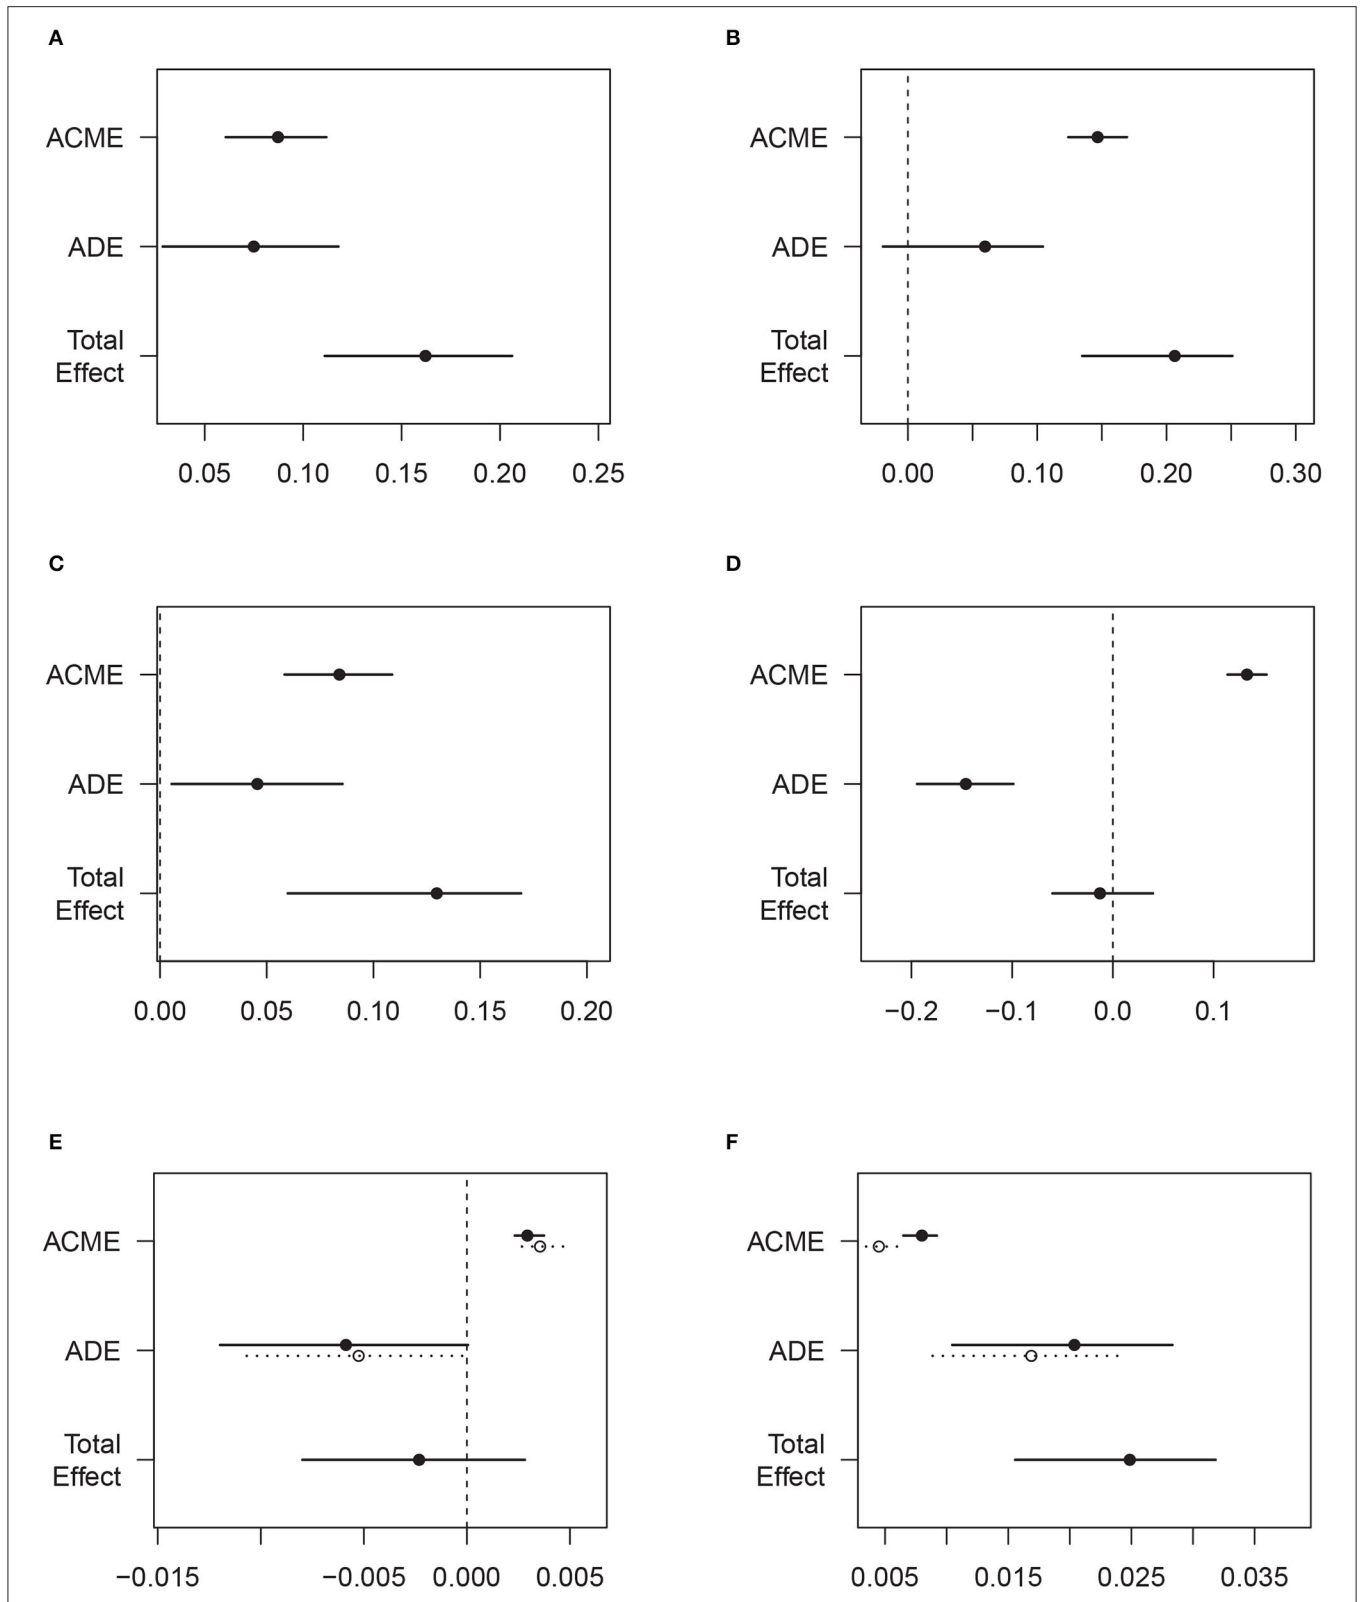 A
ACME
ADE
Total
Effect
0.05 0.10 0.15 0.20 0.25
B
ACME
ADE
Total
Effect
0.00 0.10 0.20 0.30
C
ACME
ADE
Total
Effect
0.00 0.05 0.10 0.15 0.20
D
ACME
ADE
Total
Effect
−0.2 −0.1 0.0 0.1
E
ACME
ADE
Total
Effect
−0.015 −0.005 0.000 0.005
F
ACME
ADE
Total
Effect
0.005 0.015 0.025 0.035